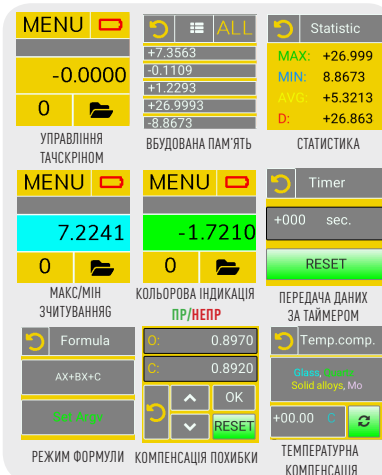 MENU
-0.0000
0
УПРАВЛІННЯ
ТАЧСКРІНОМ
ALL
+7.3563
-0.1109
+1.2293
+26.9993
-8.8673
ВБУДОВАНА ПАМ'ЯТЬ
Statistic
MAX: +26.999
MIN: 8.8673
AVG: +5.3213
D: +26.863
СТАТИСТИКА
MENU
7.2241
0
МАКС/МІН
ЗЧИТУВАННЯG
MENU
-1.7210
0
КОЛЬОРОВА ІНДИКАЦІЯ
ПР/НЕПР
Timer
+000 sec.
RESET
ПЕРЕДАЧА ДАНИХ
ЗА ТАЙМЕРОМ
Formula
AX+BX+C
Set Argv
РЕЖИМ ФОРМУЛИ
O: 0.8970
C: 0.8920
OK
RESET
КОМПЕНСАЦІЯ ПОХИБКИ
Temp.comp.
Glass, Quartz
Solid alloys, Mo
+00.00 C
ТЕМПЕРАТУРНА
КОМПЕНСАЦІЯ